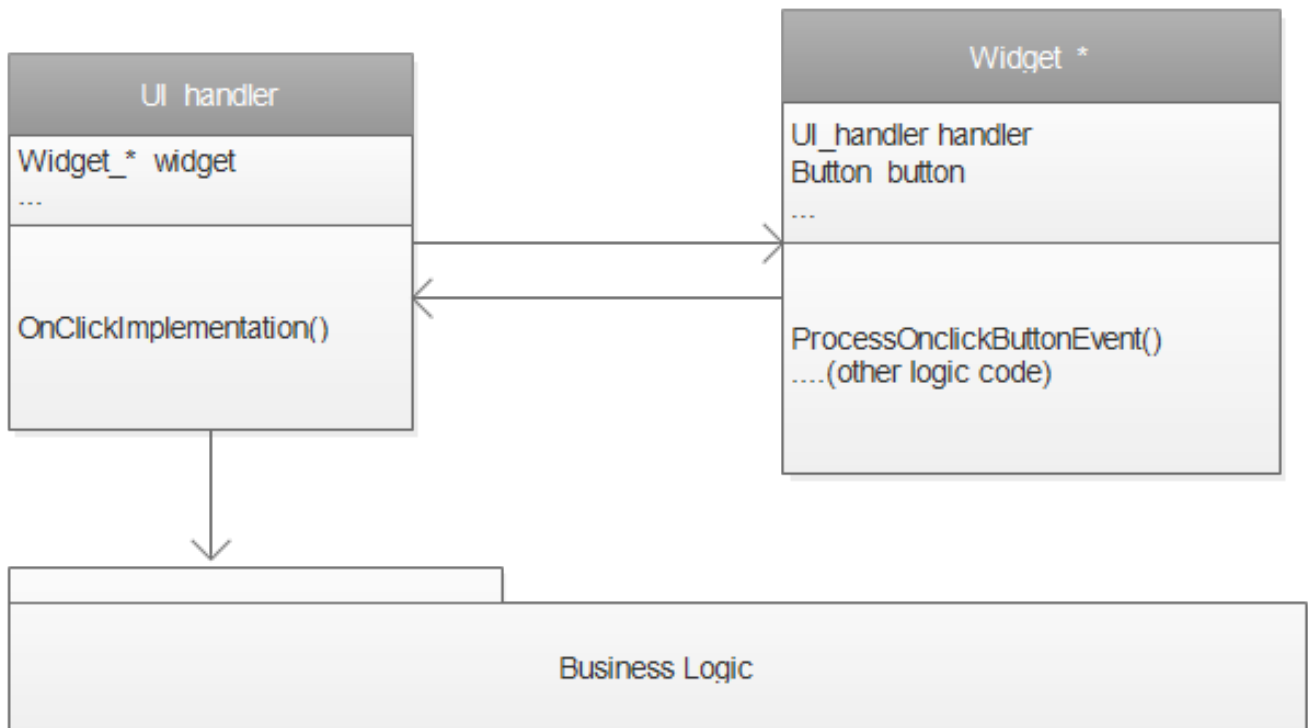 UI handler
Widget_* widget
...
OnClickImplementation()
Widget *
UI_handler handler
Button button
...
ProcessOnclickButtonEvent()
....(other logic code)
Business Logic